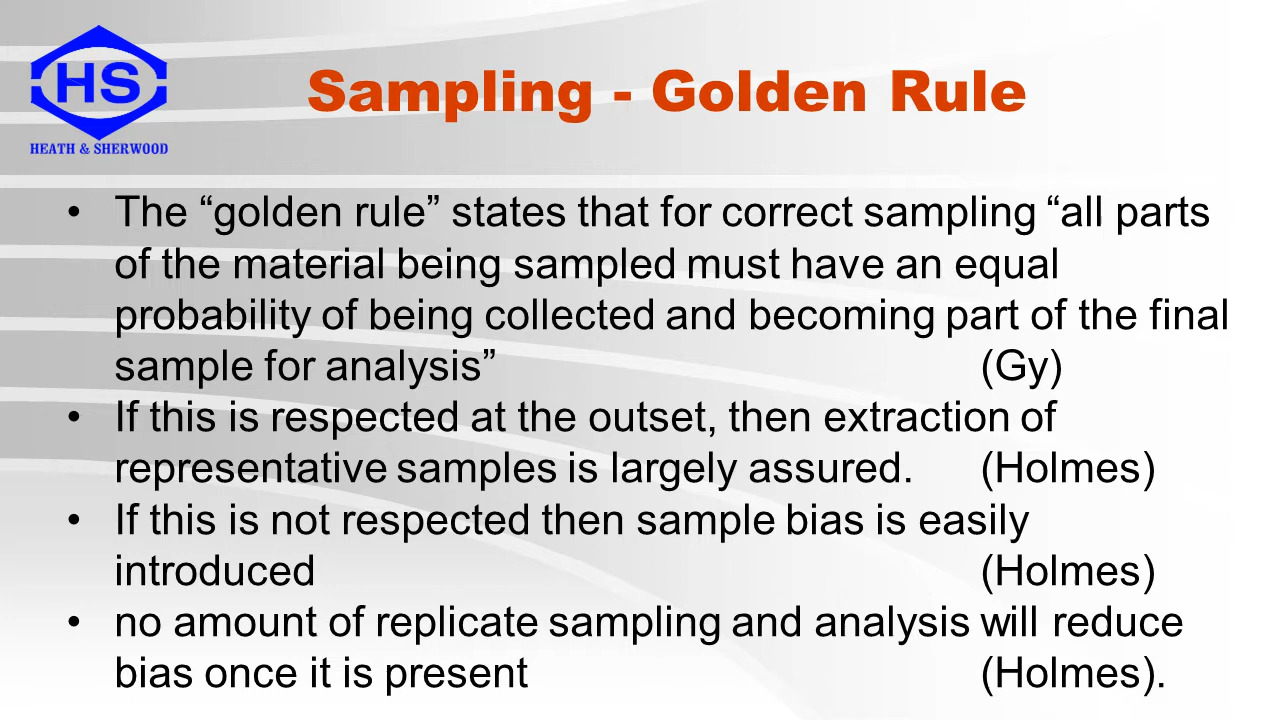 HS
HEATH & SHERWOOD
Sampling - Golden Rule
• The “golden rule” states that for correct sampling “all parts
of the material being sampled must have an equal
probability of being collected and becoming part of the final
sample for analysis” (Gy)
• If this is respected at the outset, then extraction of
representative samples is largely assured. (Holmes)
• If this is not respected then sample bias is easily
introduced (Holmes)
• no amount of replicate sampling and analysis will reduce
bias once it is present (Holmes).